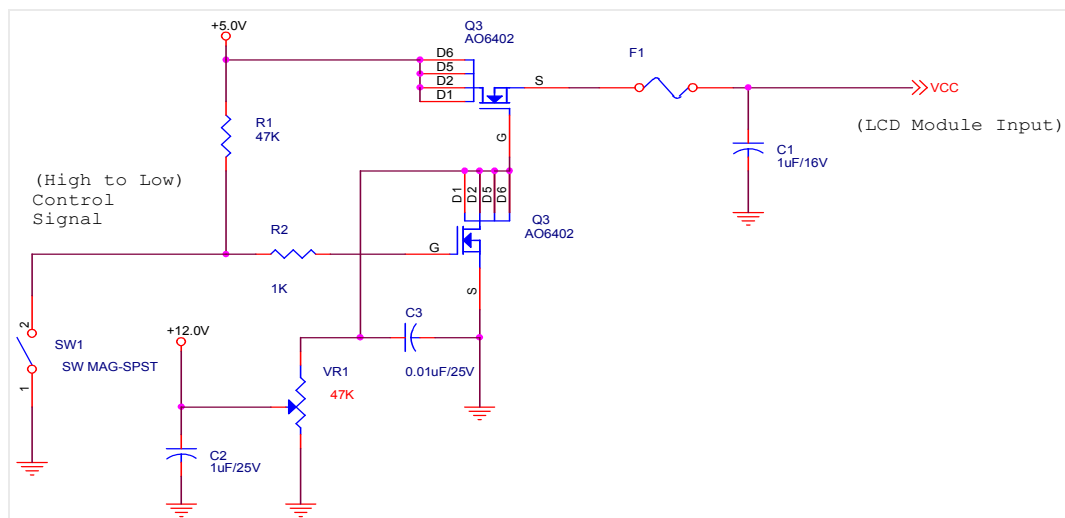 +5.0V
Q3
AO6402
D6
D5
D2
D1
S
G
F1
VCC
(LCD Module Input)
C1
1uF/16V
R1
47K
(High to Low)
Control
Signal
D1
D2
D5
D6
Q3
AO6402
R2
1K
G
S
C3
0.01uF/25V
+12.0V
2
SW1
SW MAG-SPST
1
VR1
47K
C2
1uF/25V